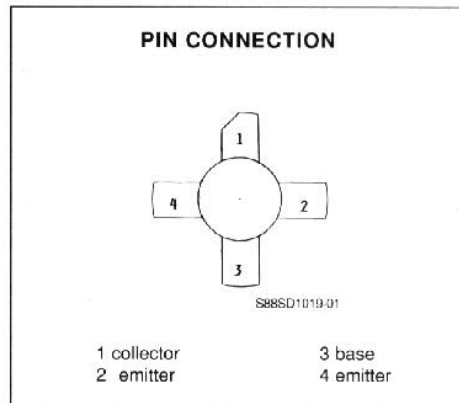 PIN CONNECTION
1
4
2
3
S88SD1019-01
1 collector
3 base
2 emitter
4 emitter